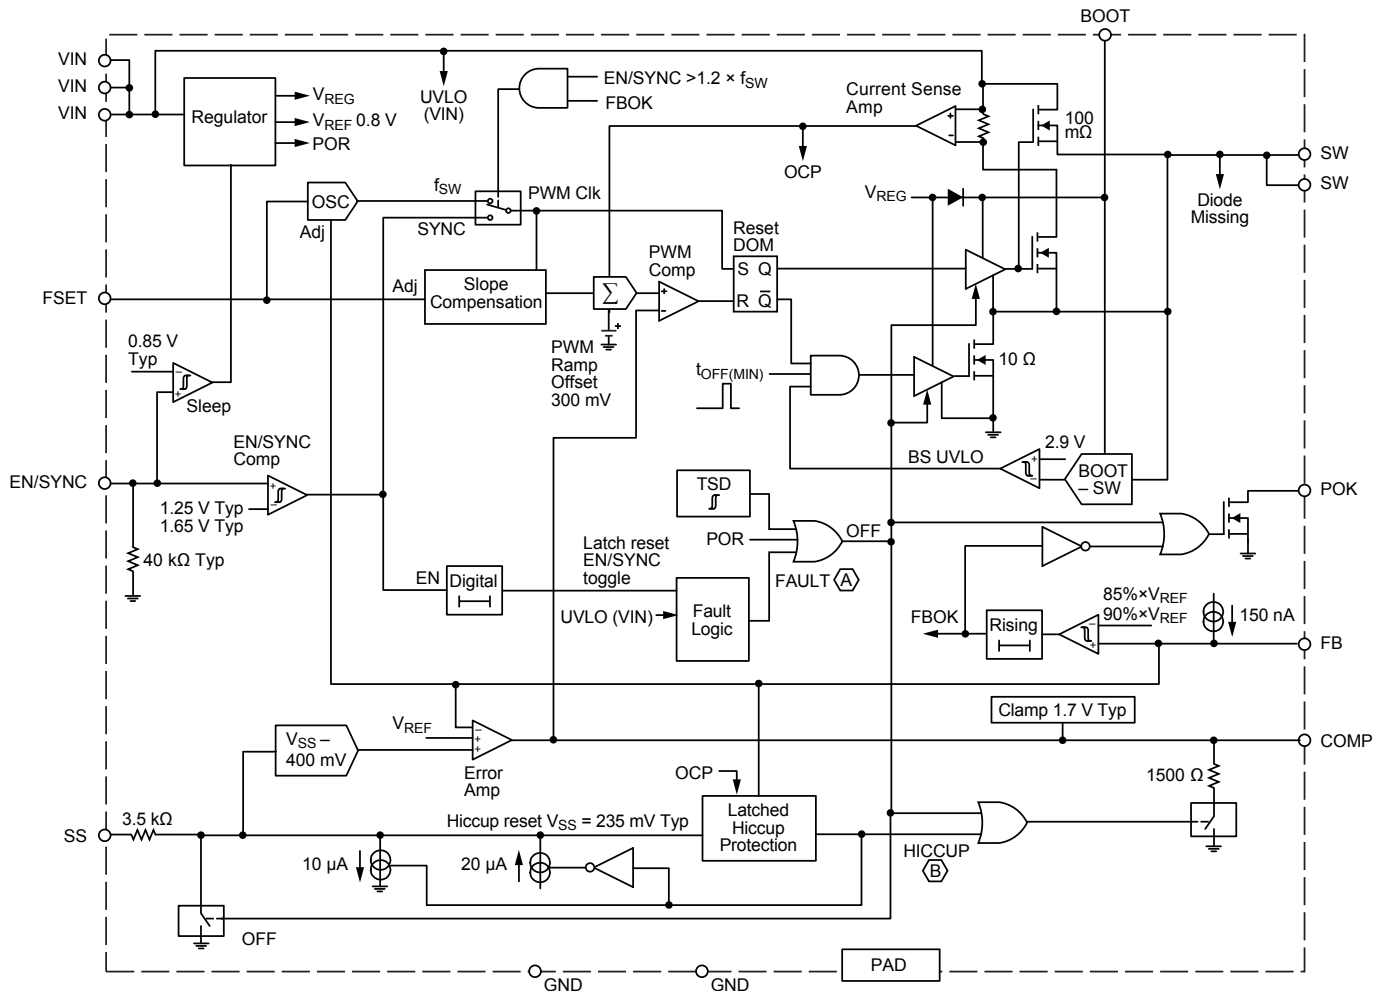 BOOT
VIN
VIN
VIN
Regulator
VREG
VREF 0.8 V
POR
UVLO
(VIN)
EN/SYNC >1.2 × fSW
FBOK
Current Sense
Amp
+
–
100
mΩ
OCP
SW
SW
Diode
Missing
VREG
OSC
Adj
fSW
SYNC
PWM Clk
Reset
DOM
S Q
R Q̅
PWM
Comp
+
–
FSET
Adj
Slope
Compensation
Σ
+
PWM
Ramp
Offset
300 mV
0.85 V
Typ
–
+
Sleep
tOFF(MIN)
10 Ω
EN/SYNC
Comp
EN/SYNC
+
–
1.25 V Typ
1.65 V Typ
40 kΩ Typ
BS UVLO
2.9 V
+
–
BOOT
– SW
POK
TSD
POR
OFF
FAULT A
Latch reset
EN/SYNC
toggle
EN
Digital
UVLO (VIN)
Fault
Logic
FBOK
Rising
85%×VREF
90%×VREF
–
+
150 nA
FB
Clamp 1.7 V Typ
VREF
–
+
+
Error
Amp
VSS –
400 mV
COMP
1500 Ω
OCP
Latched
Hiccup
Protection
SS
3.5 kΩ
Hiccup reset VSS = 235 mV Typ
10 µA
20 µA
HICCUP
B
OFF
PAD
GND
GND